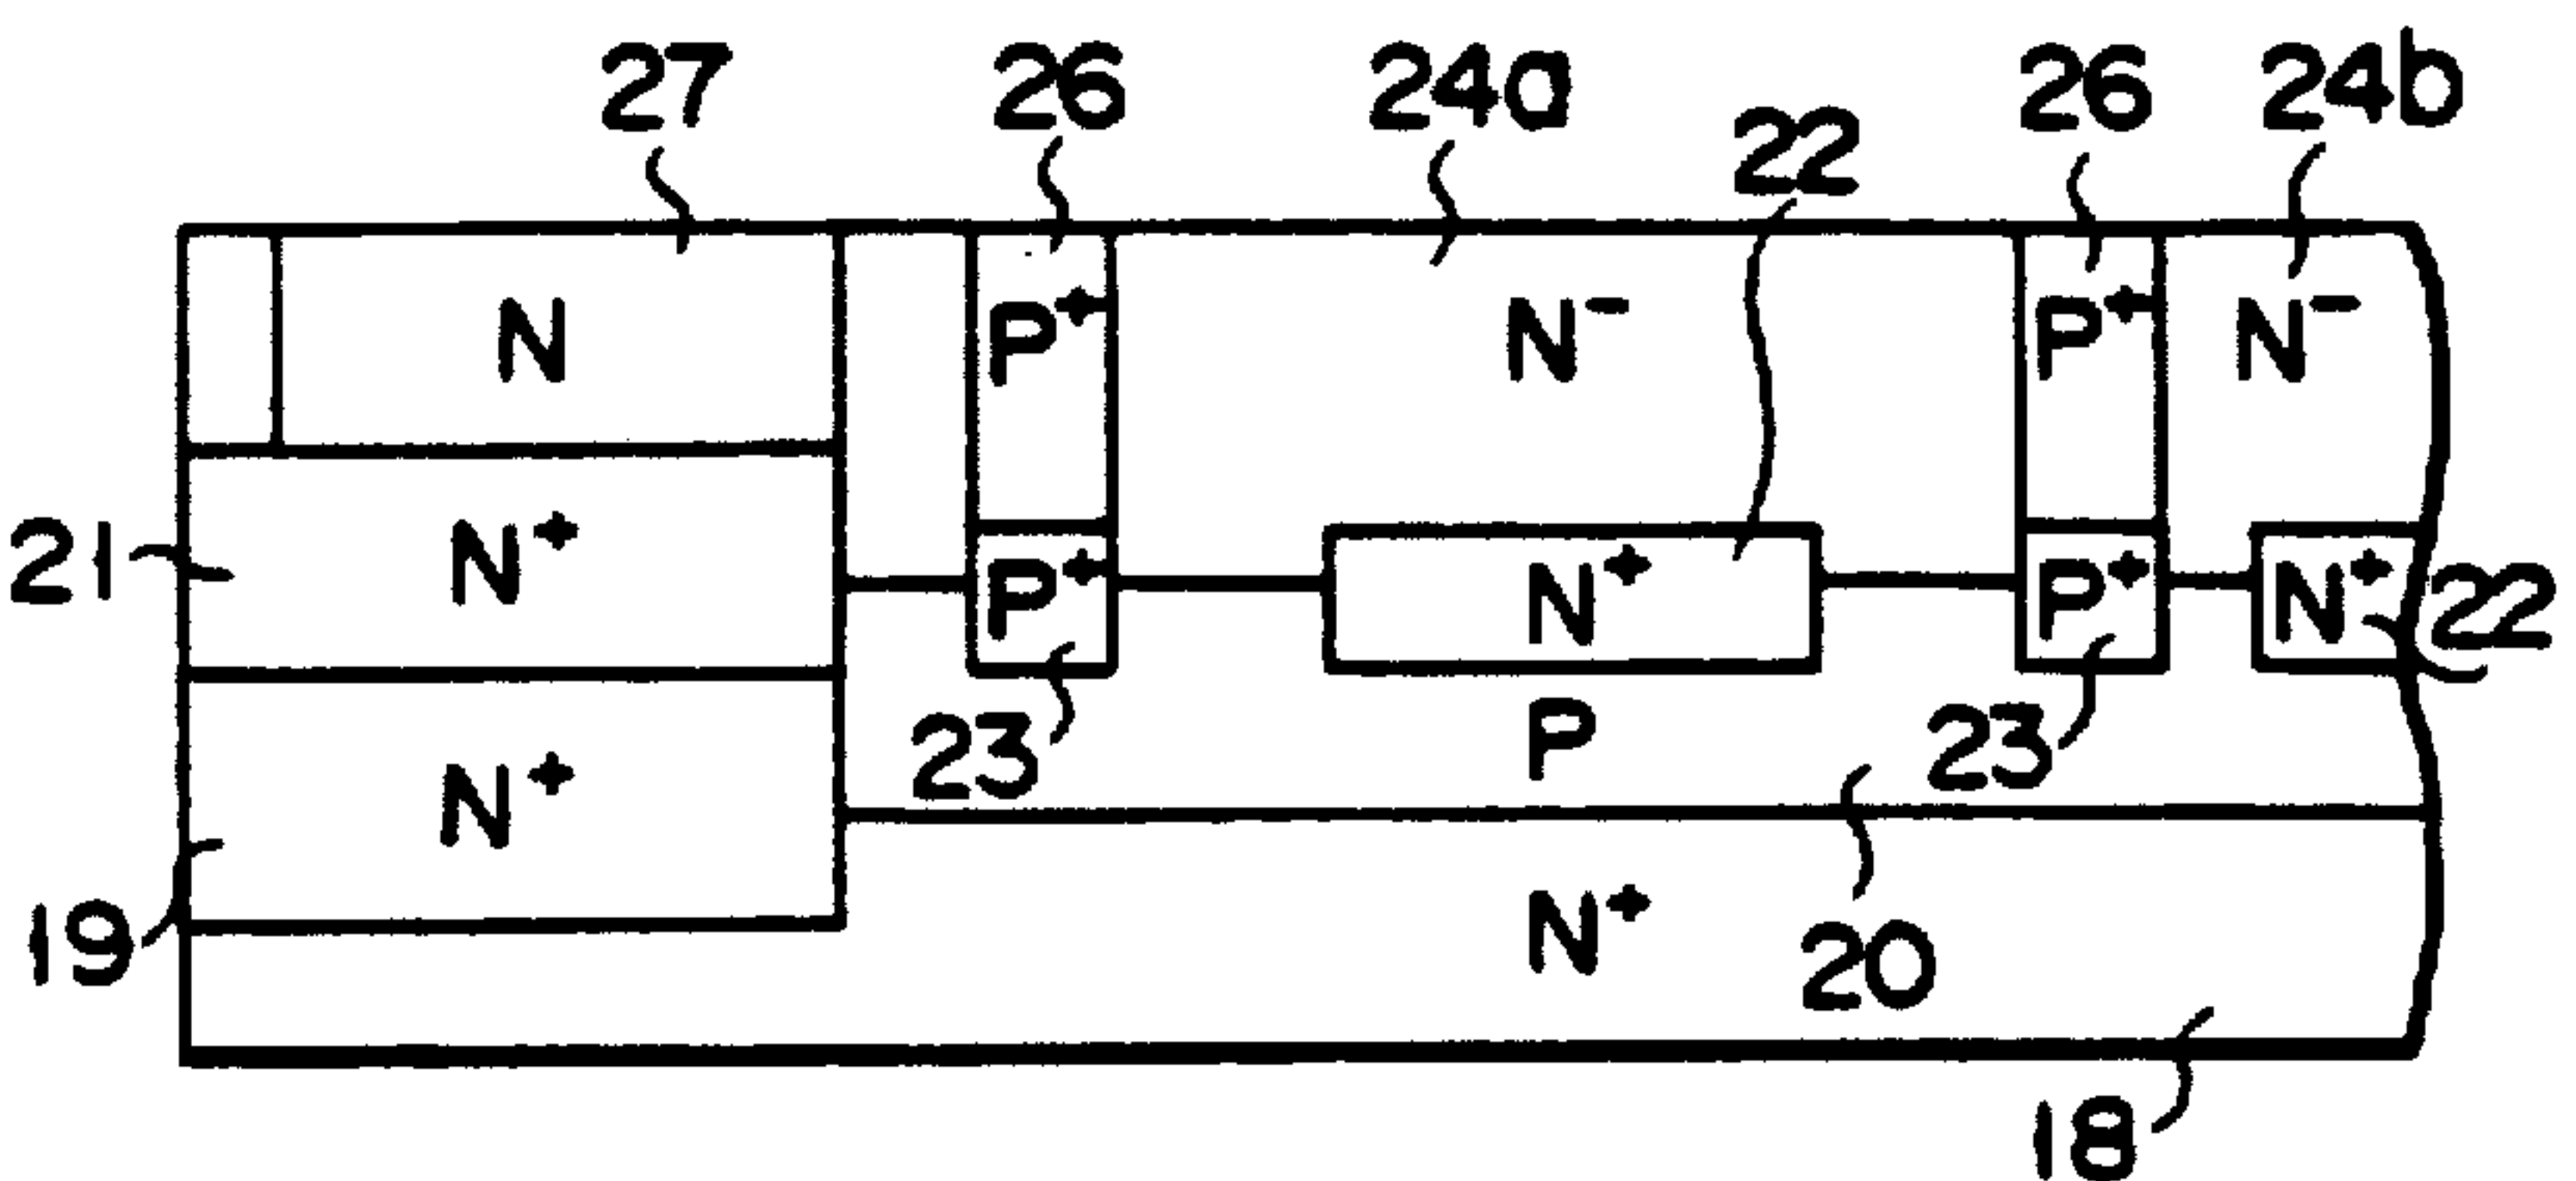 27 26 24a 22 26 24b
N P+ N- P+ N-
21 N+ P+ N+ P+ N+ 22
23 P 23
N+
19 N+ 20
18